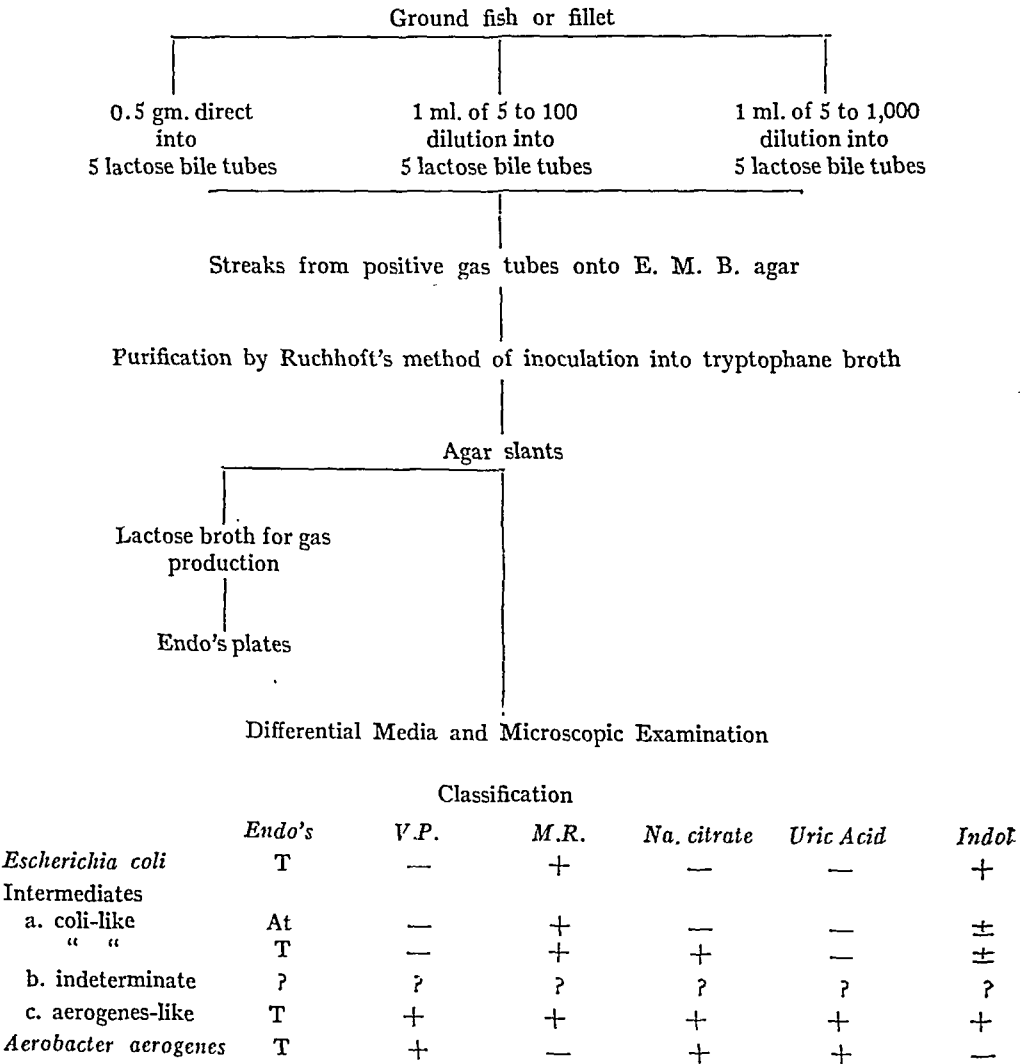 Ground fish or fillet
0.5 gm. direct 1 ml. of 5 to 100 1 ml. of 5 to 1,000
into dilution into dilution into
5 lactose bile tubes 5 lactose bile tubes 5 lactose bile tubes
Streaks from positive gas tubes onto E. M. B. agar
Purification by Ruchhoft's method of inoculation into tryptophane broth
Agar slants
Lactose broth for gas
production
Endo's plates
Differential Media and Microscopic Examination
Classification
Endo's V.P. M.R. Na. citrate Uric Acid Indol
Escherichia coli T — + — — +
Intermediates
a. coli-like At — + — — ±
“ “ T — + + — ±
b. indeterminate ? ? ? ? ? ?
c. aerogenes-like T + + + + +
Aerobacter aerogenes T + — + + —